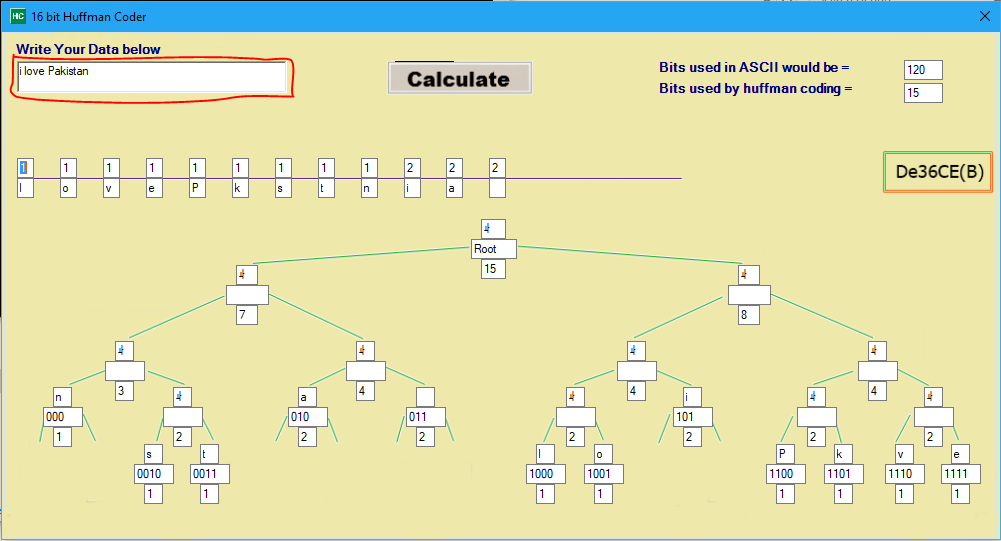 HC 16 bit Huffman Coder
Write Your Data below
i love Pakistan
Calculate
Bits used in ASCII would be = 120
Bits used by huffman coding = 15
1 1 1 1 1 1 1 1 1 2 2 2
l o v e P k s t n i a
De36CE(B)
Root
15
7 8
3 4 4 4
n a i
000 010 011 101
1 2 2 2 2 2 2 2
s t l o P k v e
0010 0011 1000 1001 1100 1101 1110 1111
1 1 1 1 1 1 1 1